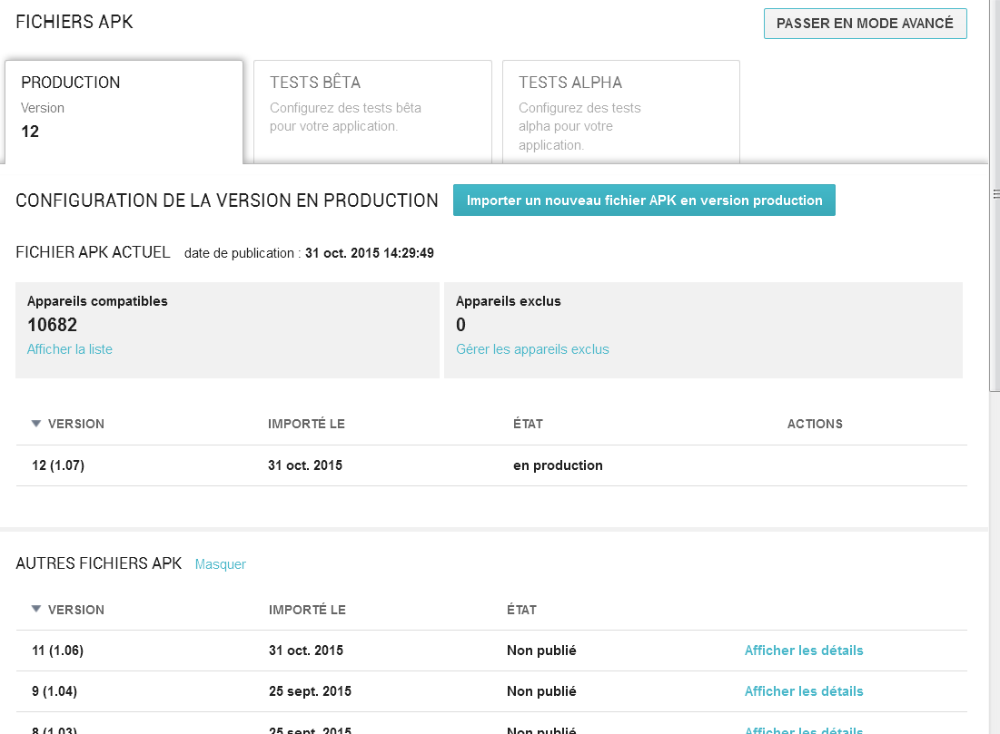 FICHIERS APK
PASSER EN MODE AVANCÉ
PRODUCTION
Version
12
TESTS BÊTA
Configurez des tests bêta
pour votre application.
TESTS ALPHA
Configurez des tests
alpha pour votre
application.
CONFIGURATION DE LA VERSION EN PRODUCTION
Importer un nouveau fichier APK en version production
FICHIER APK ACTUEL date de publication : 31 oct. 2015 14:29:49
Appareils compatibles
10682
Afficher la liste
Appareils exclus
0
Gérer les appareils exclus
VERSION IMPORTÉ LE ÉTAT ACTIONS
12 (1.07) 31 oct. 2015 en production
AUTRES FICHIERS APK Masquer
VERSION IMPORTÉ LE ÉTAT
11 (1.06) 31 oct. 2015 Non publié Afficher les détails
9 (1.04) 25 sept. 2015 Non publié Afficher les détails
8 (1.03) 25 sept. 2015 Non publié Afficher les détails